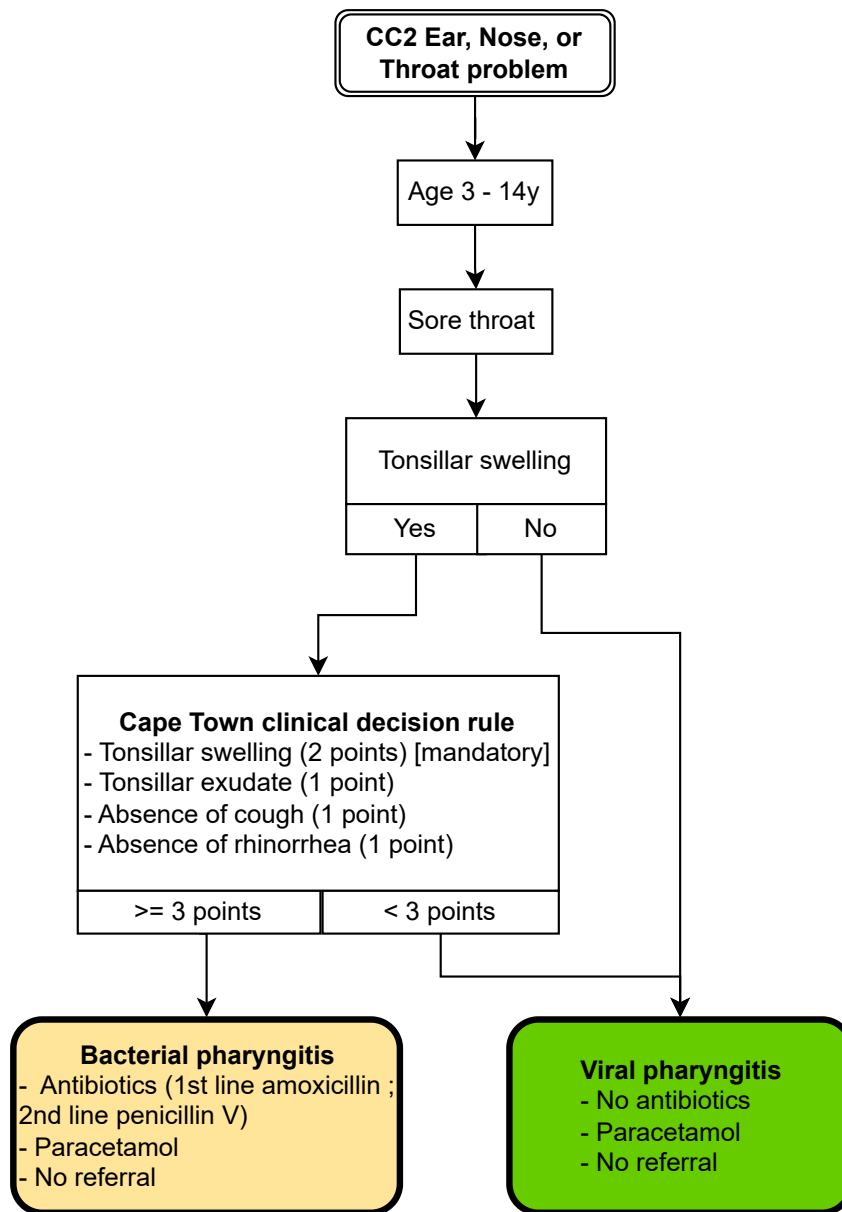 CC2 Ear, Nose, or
Throat problem
Age 3 - 14y
Sore throat
Tonsillar swelling
Yes
No
Cape Town clinical decision rule
- Tonsillar swelling (2 points) [mandatory]
- Tonsillar exudate (1 point)
- Absence of cough (1 point)
- Absence of rhinorrhea (1 point)
>= 3 points
< 3 points
Bacterial pharyngitis
- Antibiotics (1st line amoxicillin ;
2nd line penicillin V)
- Paracetamol
- No referral
Viral pharyngitis
- No antibiotics
- Paracetamol
- No referral